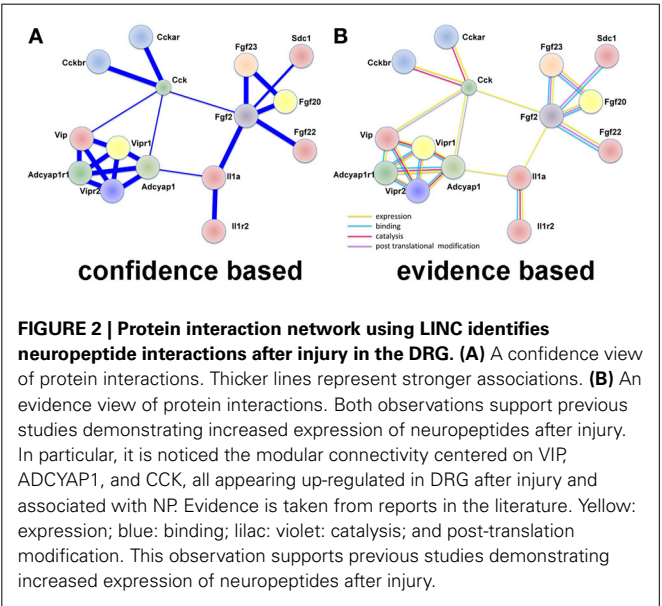 A
B
Cckar
Cckbr
Cck
Fgf23
Sdc1
Fgf20
Fgf2
Fgf22
Vip
Vipr1
Adcyap1r1
Vipr2
Adcyap1
Il1a
Il1r2
Cckar
Cckbr
Cck
Fgf23
Sdc1
Fgf20
Fgf2
Fgf22
Vip
Vipr1
Adcyap1r1
Vipr2
Adcyap1
Il1a
Il1r2
expression
binding
catalysis
post translational modification
confidence based
evidence based
FIGURE 2 | Protein interaction network using LINC identifies
neuropeptide interactions after injury in the DRG. (A) A confidence view
of protein interactions. Thicker lines represent stronger associations. (B) An
evidence view of protein interactions. Both observations support previous
studies demonstrating increased expression of neuropeptides after injury.
In particular, it is noticed the modular connectivity centered on VIP,
ADCYAP1, and CCK, all appearing up-regulated in DRG after injury and
associated with NP. Evidence is taken from reports in the literature. Yellow:
expression; blue: binding; lilac: violet: catalysis; and post-translation
modification. This observation supports previous studies demonstrating
increased expression of neuropeptides after injury.